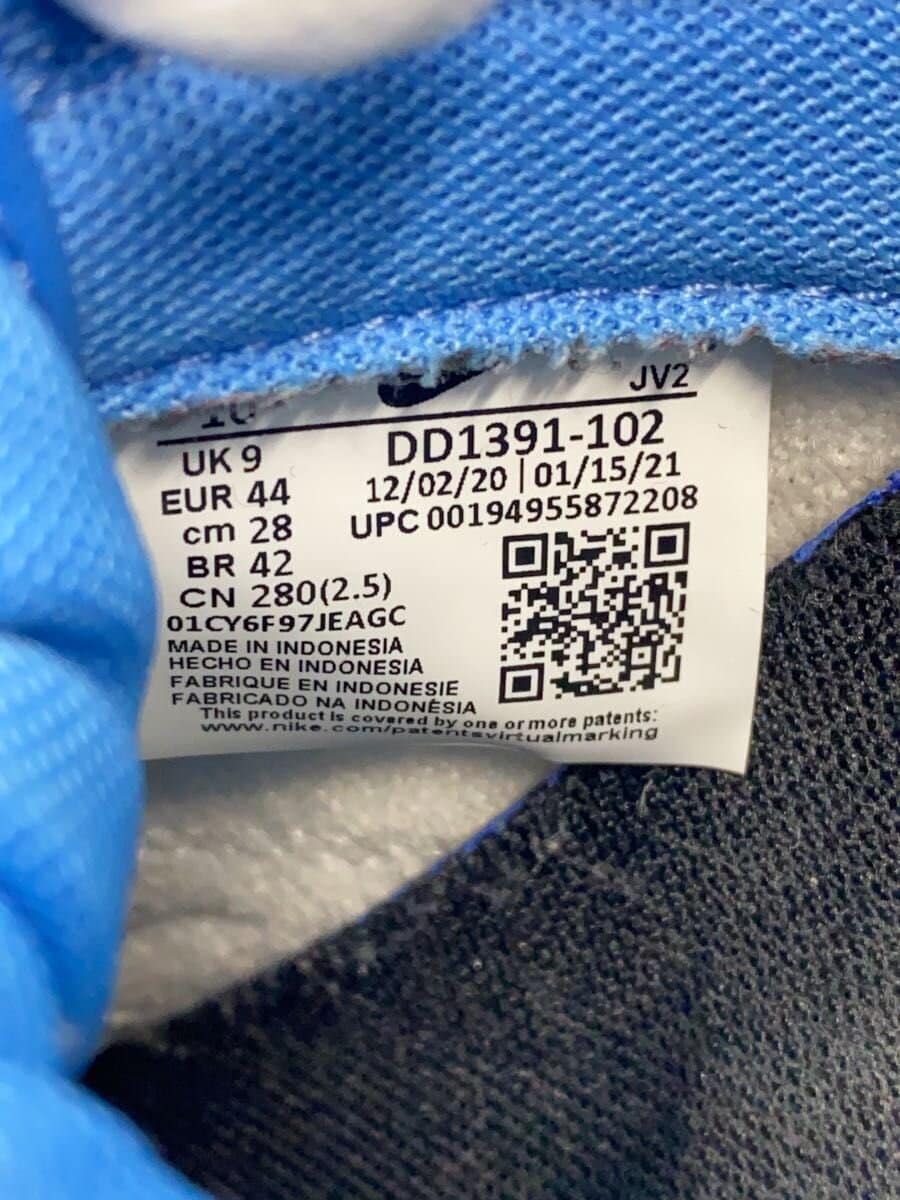 10
JV2
UK 9
EUR 44
cm 28
BR 42
CN 280(2.5)
01CY6F97JEAGC
DD1391-102
12/02/20 | 01/15/21
UPC 00194955872208
MADE IN INDONESIA
HECHO EN INDONESIA
FABRIQUE EN INDONESIE
FABRICADO NA INDONÉSIA
This product is covered by one or more patents:
www.nike.com/patentsvirtualmarking